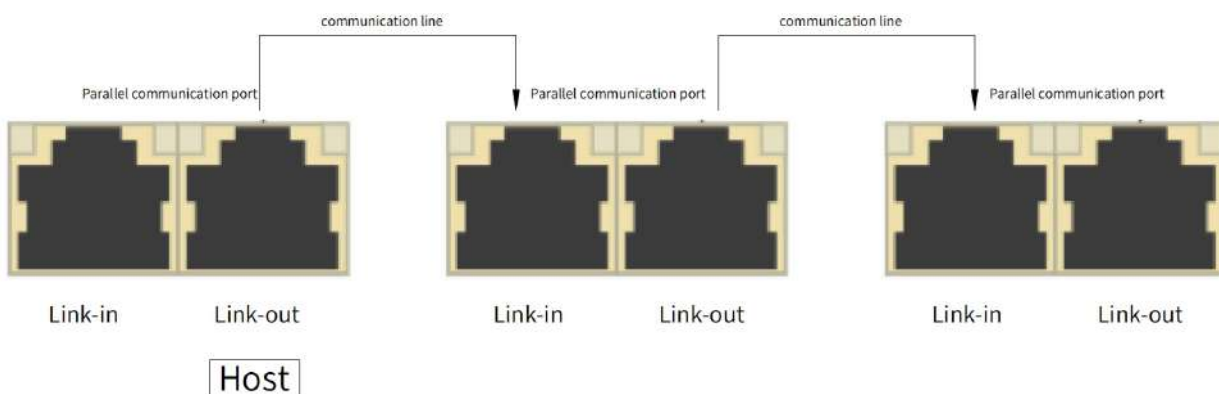 communication line
communication line
Parallel communication port
Parallel communication port
Parallel communication port
Link-in
Link-out
Link-in
Link-out
Link-in
Link-out
Host